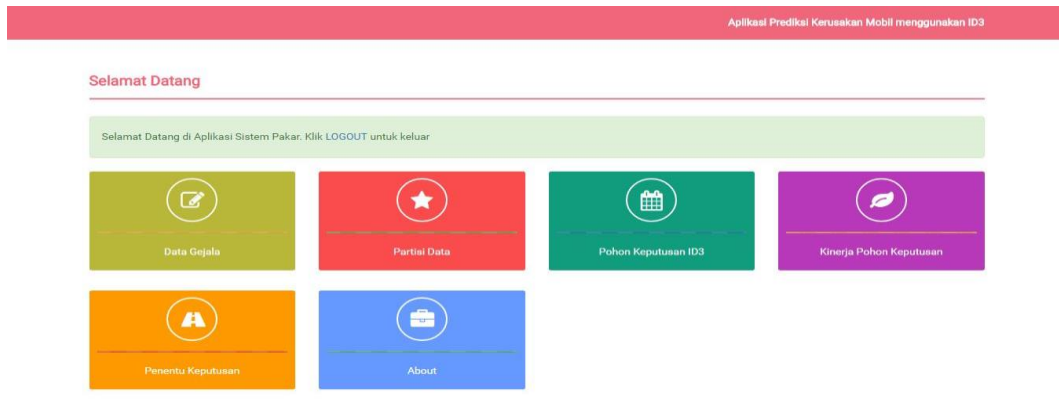 Aplikasi Prediksi Kerusakan Mobil menggunakan ID3
Selamat Datang
Selamat Datang di Aplikasi Sistem Pakar. Klik LOGOUT untuk keluar
Data Gejala
Partisi Data
Pohon Keputusan ID3
Kinerja Pohon Keputusan
Penentu Keputusan
About